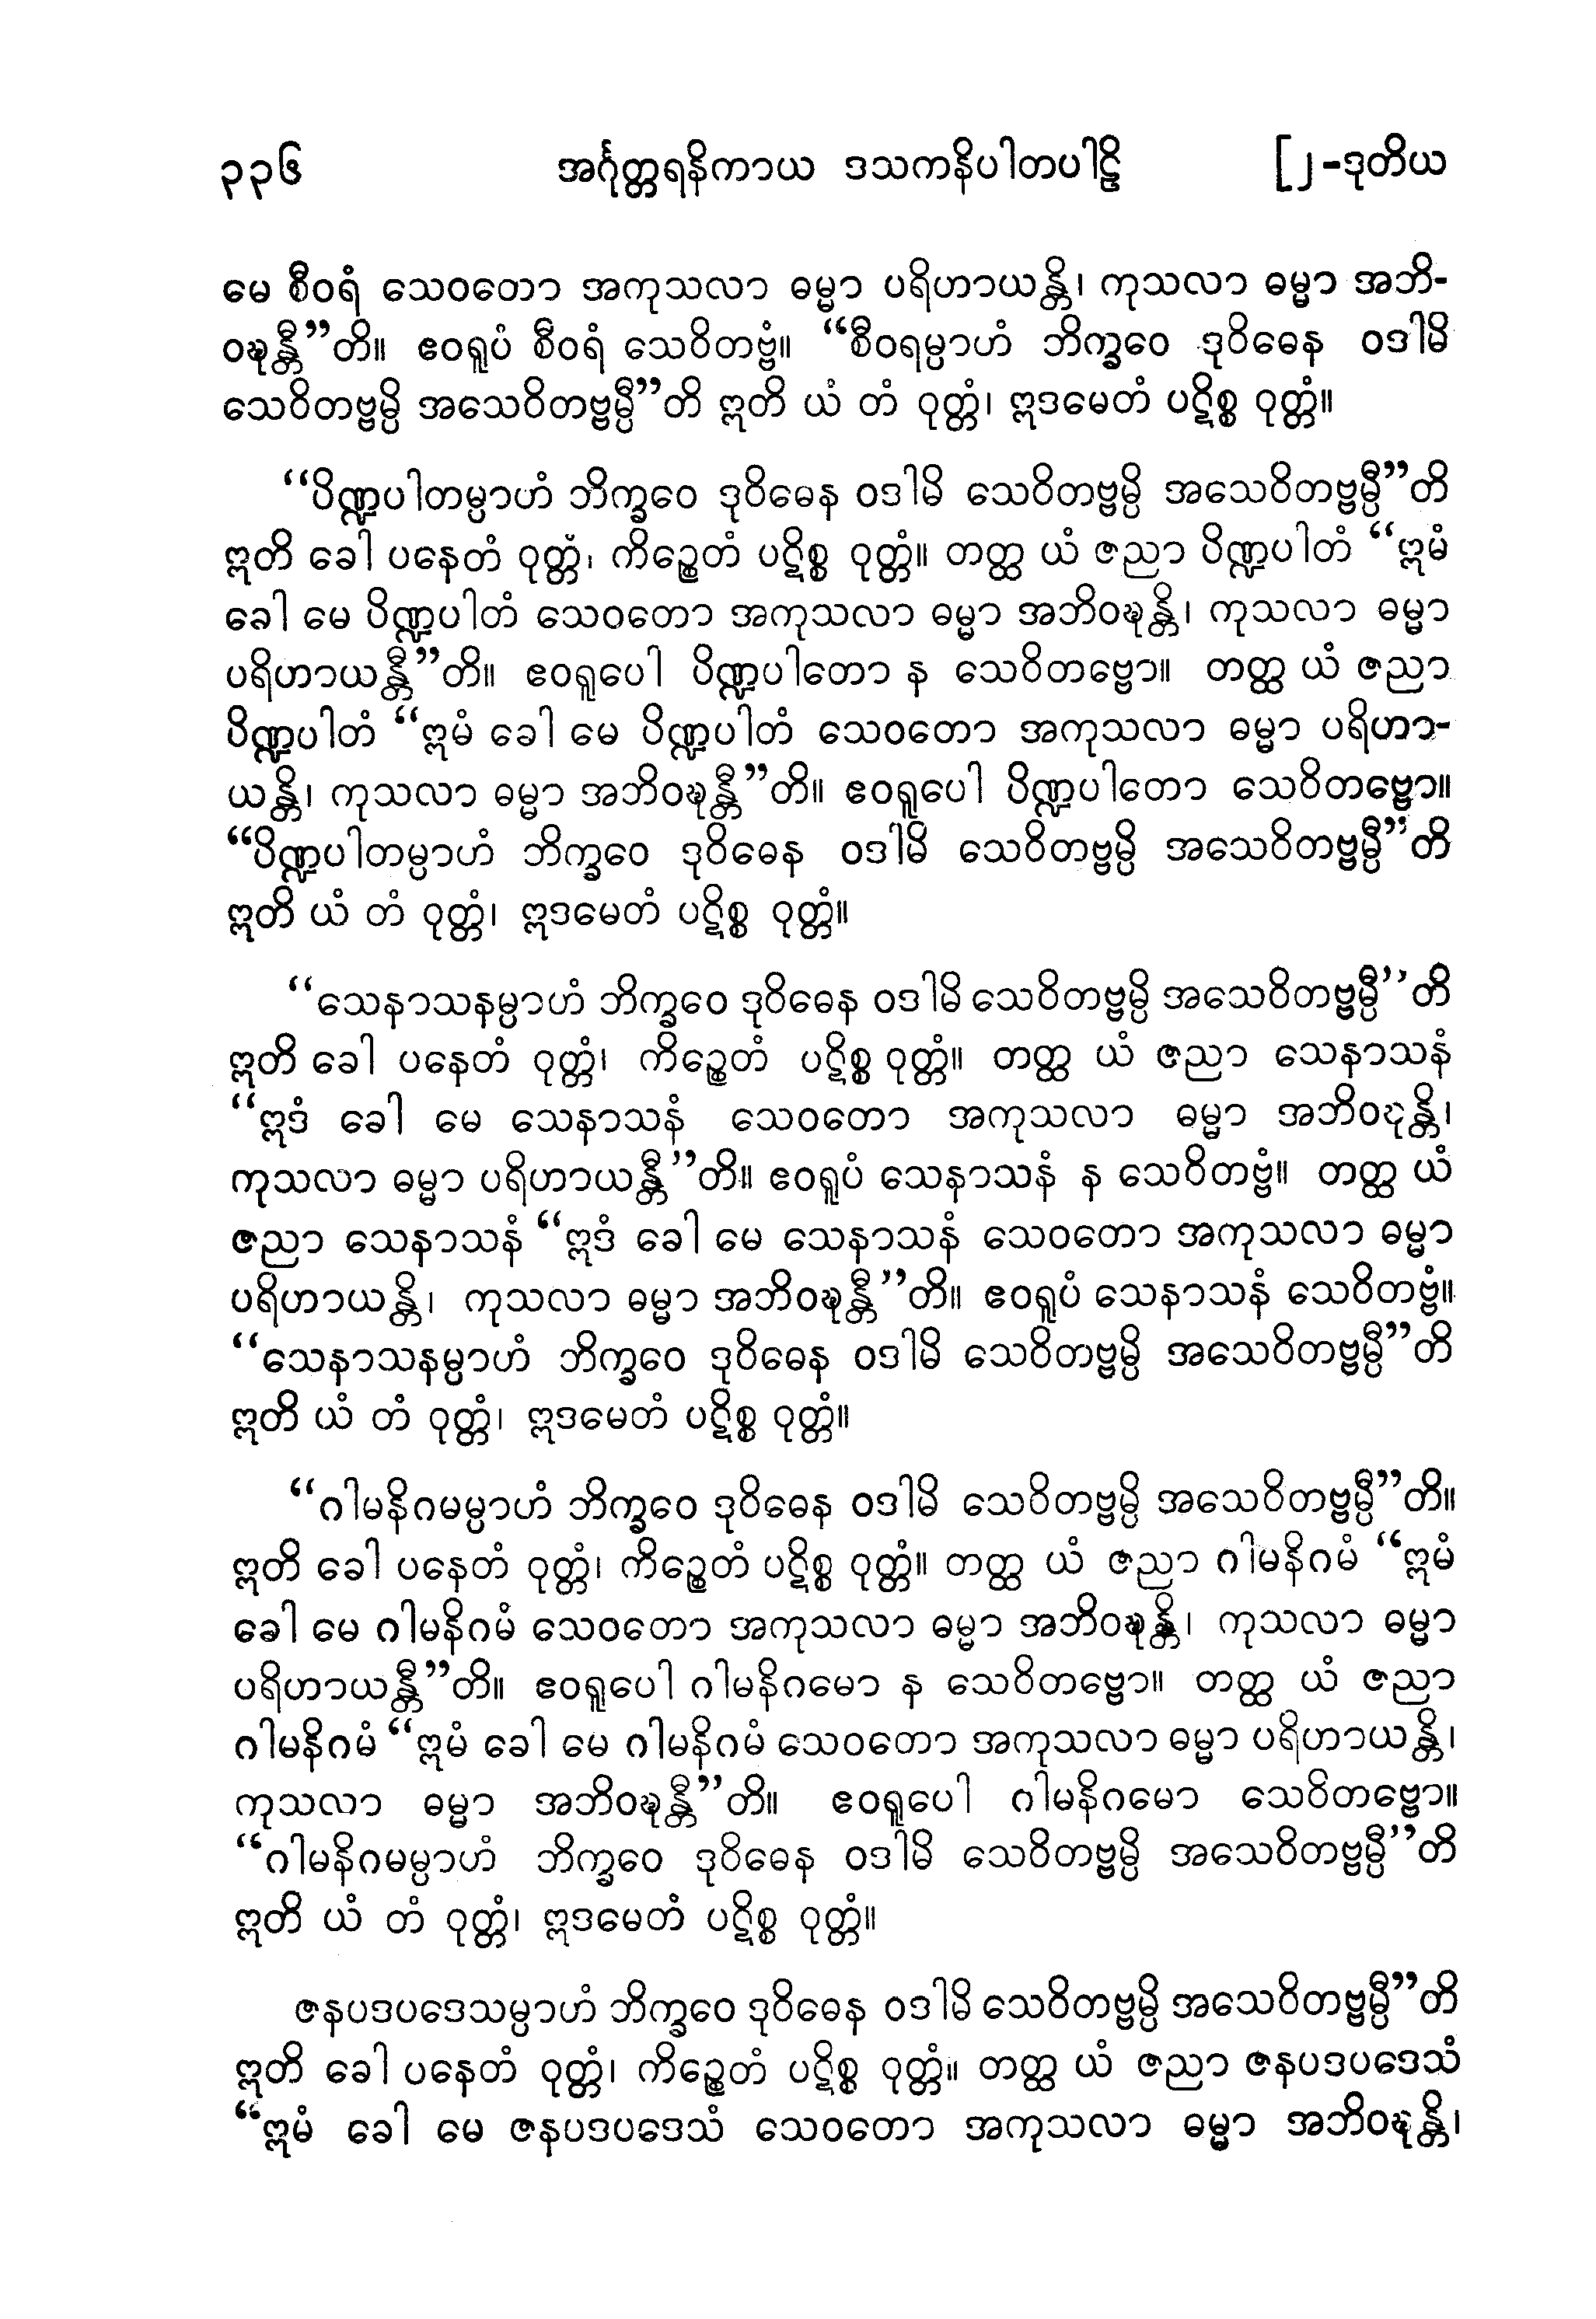 ၃၃၆ အင်္ဂုတ္တရနိကာယ ဒသကနိပါတပါဠိ [၂-ဒုတိယ
မေ စီဝရံ သေဝတော အကုသလာ ဓမ္မာ ပရိဟာယန္တိ၊ ကုသလာ ဓမ္မာ အဘိ-
ဝဍ္ဎန္တီ”တိ။ ဧဝရူပံ စီဝရံ သေဝိတဗ္ဗံ။ “စီဝရမ္ပာဟံ ဘိက္ခဝေ ဒုဝိဓေန ဝဒါမိ
သေဝိတဗ္ဗမ္ပိ အသေဝိတဗ္ဗမ္ပီ”တိ ဣတိ ယံ တံ ဝုတ္တံ၊ ဣဒမေတံ ပဋိစ္စ ဝုတ္တံ။
“ပိဏ္ဍပါတမ္ပာဟံ ဘိက္ခဝေ ဒုဝိဓေန ဝဒါမိ သေဝိတဗ္ဗမ္ပိ အသေဝိတဗ္ဗမ္ပီ”တိ
ဣတိ ခေါ ပနေတံ ဝုတ္တံ၊ ကိဉ္စေတံ ပဋိစ္စ ဝုတ္တံ။ တတ္ထ ယံ ဇညာ ပိဏ္ဍပါတံ “ဣမံ
ခေါ မေ ပိဏ္ဍပါတံ သေဝတော အကုသလာ ဓမ္မာ အဘိဝဍ္ဎန္တိ၊ ကုသလာ ဓမ္မာ
ပရိဟာယန္တီ”တိ။ ဧဝရူပေါ ပိဏ္ဍပါတော န သေဝိတဗ္ဗော။ တတ္ထ ယံ ဇညာ
ပိဏ္ဍပါတံ “ဣမံ ခေါ မေ ပိဏ္ဍပါတံ သေဝတော အကုသလာ ဓမ္မာ ပရိဟာ-
ယန္တိ၊ ကုသလာ ဓမ္မာ အဘိဝဍ္ဎန္တီ”တိ။ ဧဝရူပေါ ပိဏ္ဍပါတော သေဝိတဗ္ဗော။
“ပိဏ္ဍပါတမ္ပာဟံ ဘိက္ခဝေ ဒုဝိဓေန ဝဒါမိ သေဝိတဗ္ဗမ္ပိ အသေဝိတဗ္ဗမ္ပီ”တိ
ဣတိ ယံ တံ ဝုတ္တံ၊ ဣဒမေတံ ပဋိစ္စ ဝုတ္တံ။
“သေနာသနမ္ပာဟံ ဘိက္ခဝေ ဒုဝိဓေန ဝဒါမိ သေဝိတဗ္ဗမ္ပိ အသေဝိတဗ္ဗမ္ပီ”တိ
ဣတိ ခေါ ပနေတံ ဝုတ္တံ၊ ကိဉ္စေတံ ပဋိစ္စ ဝုတ္တံ။ တတ္ထ ယံ ဇညာ သေနာသနံ
“ဣဒံ ခေါ မေ သေနာသနံ သေဝတော အကုသလာ ဓမ္မာ အဘိဝဍ္ဎန္တိ၊
ကုသလာ ဓမ္မာ ပရိဟာယန္တီ”တိ။ ဧဝရူပံ သေနာသနံ န သေဝိတဗ္ဗံ။ တတ္ထ ယံ
ဇညာ သေနာသနံ “ဣဒံ ခေါ မေ သေနာသနံ သေဝတော အကုသလာ ဓမ္မာ
ပရိဟာယန္တိ၊ ကုသလာ ဓမ္မာ အဘိဝဍ္ဎန္တီ”တိ။ ဧဝရူပံ သေနာသနံ သေဝိတဗ္ဗံ။
“သေနာသနမ္ပာဟံ ဘိက္ခဝေ ဒုဝိဓေန ဝဒါမိ သေဝိတဗ္ဗမ္ပိ အသေဝိတဗ္ဗမ္ပီ”တိ
ဣတိ ယံ တံ ဝုတ္တံ၊ ဣဒမေတံ ပဋိစ္စ ဝုတ္တံ။
“ဂါမနိဂမမ္ပာဟံ ဘိက္ခဝေ ဒုဝိဓေန ဝဒါမိ သေဝိတဗ္ဗမ္ပိ အသေဝိတဗ္ဗမ္ပီ”တိ။
ဣတိ ခေါ ပနေတံ ဝုတ္တံ၊ ကိဉ္စေတံ ပဋိစ္စ ဝုတ္တံ။ တတ္ထ ယံ ဇညာ ဂါမနိဂမံ “ဣမံ
ခေါ မေ ဂါမနိဂမံ သေဝတော အကုသလာ ဓမ္မာ အဘိဝဍ္ဎန္တိ၊ ကုသလာ ဓမ္မာ
ပရိဟာယန္တီ”တိ။ ဧဝရူပေါ ဂါမနိဂမော န သေဝိတဗ္ဗော။ တတ္ထ ယံ ဇညာ
ဂါမနိဂမံ “ဣမံ ခေါ မေ ဂါမနိဂမံ သေဝတော အကုသလာ ဓမ္မာ ပရိဟာယန္တိ၊
ကုသလာ ဓမ္မာ အဘိဝဍ္ဎန္တီ”တိ။ ဧဝရူပေါ ဂါမနိဂမော သေဝိတဗ္ဗော။
“ဂါမနိဂမမ္ပာဟံ ဘိက္ခဝေ ဒုဝိဓေန ဝဒါမိ သေဝိတဗ္ဗမ္ပိ အသေဝိတဗ္ဗမ္ပီ”တိ
ဣတိ ယံ တံ ဝုတ္တံ၊ ဣဒမေတံ ပဋိစ္စ ဝုတ္တံ။
ဇနပဒပဒေသမ္ပာဟံ ဘိက္ခဝေ ဒုဝိဓေန ဝဒါမိ သေဝိတဗ္ဗမ္ပိ အသေဝိတဗ္ဗမ္ပီ”တိ
ဣတိ ခေါ ပနေတံ ဝုတ္တံ၊ ကိဉ္စေတံ ပဋိစ္စ ဝုတ္တံ။ တတ္ထ ယံ ဇညာ ဇနပဒပဒေသံ
“ဣမံ ခေါ မေ ဇနပဒပဒေသံ သေဝတော အကုသလာ ဓမ္မာ အဘိဝဍ္ဎန္တိ၊